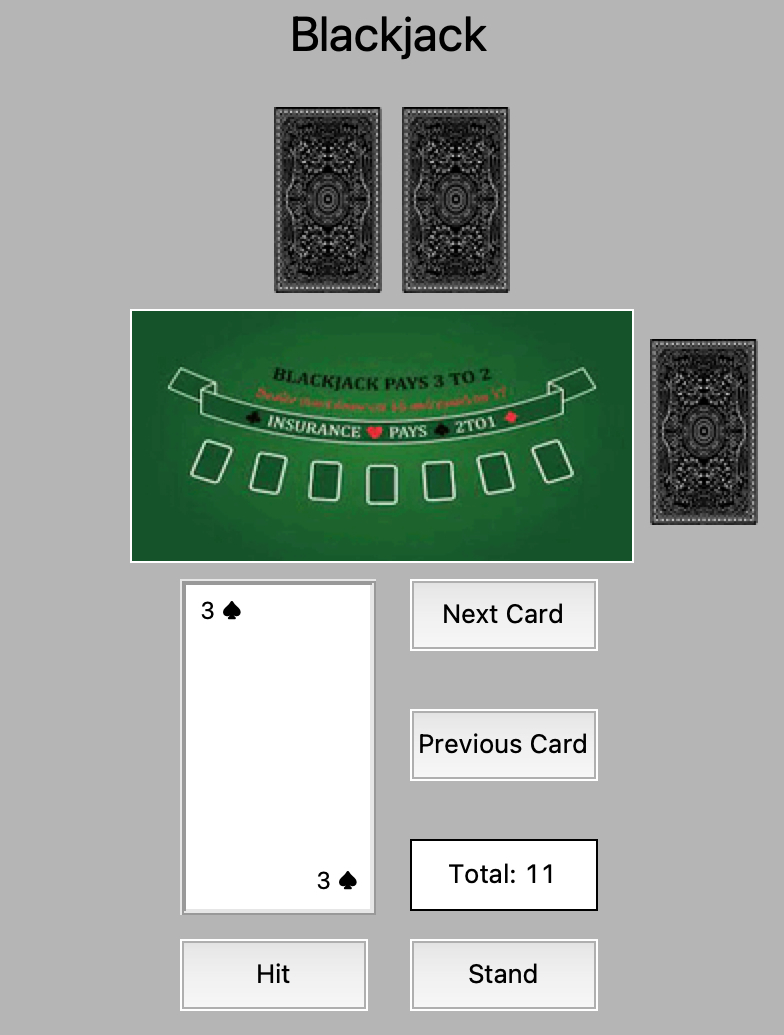 Blackjack
BLACKJACK PAYS 3 TO 2
INSURANCE ♥ PAYS ♠ 2TO1 ♦
3 ♠
Next Card
Previous Card
Total: 11
3 ♠
Hit
Stand